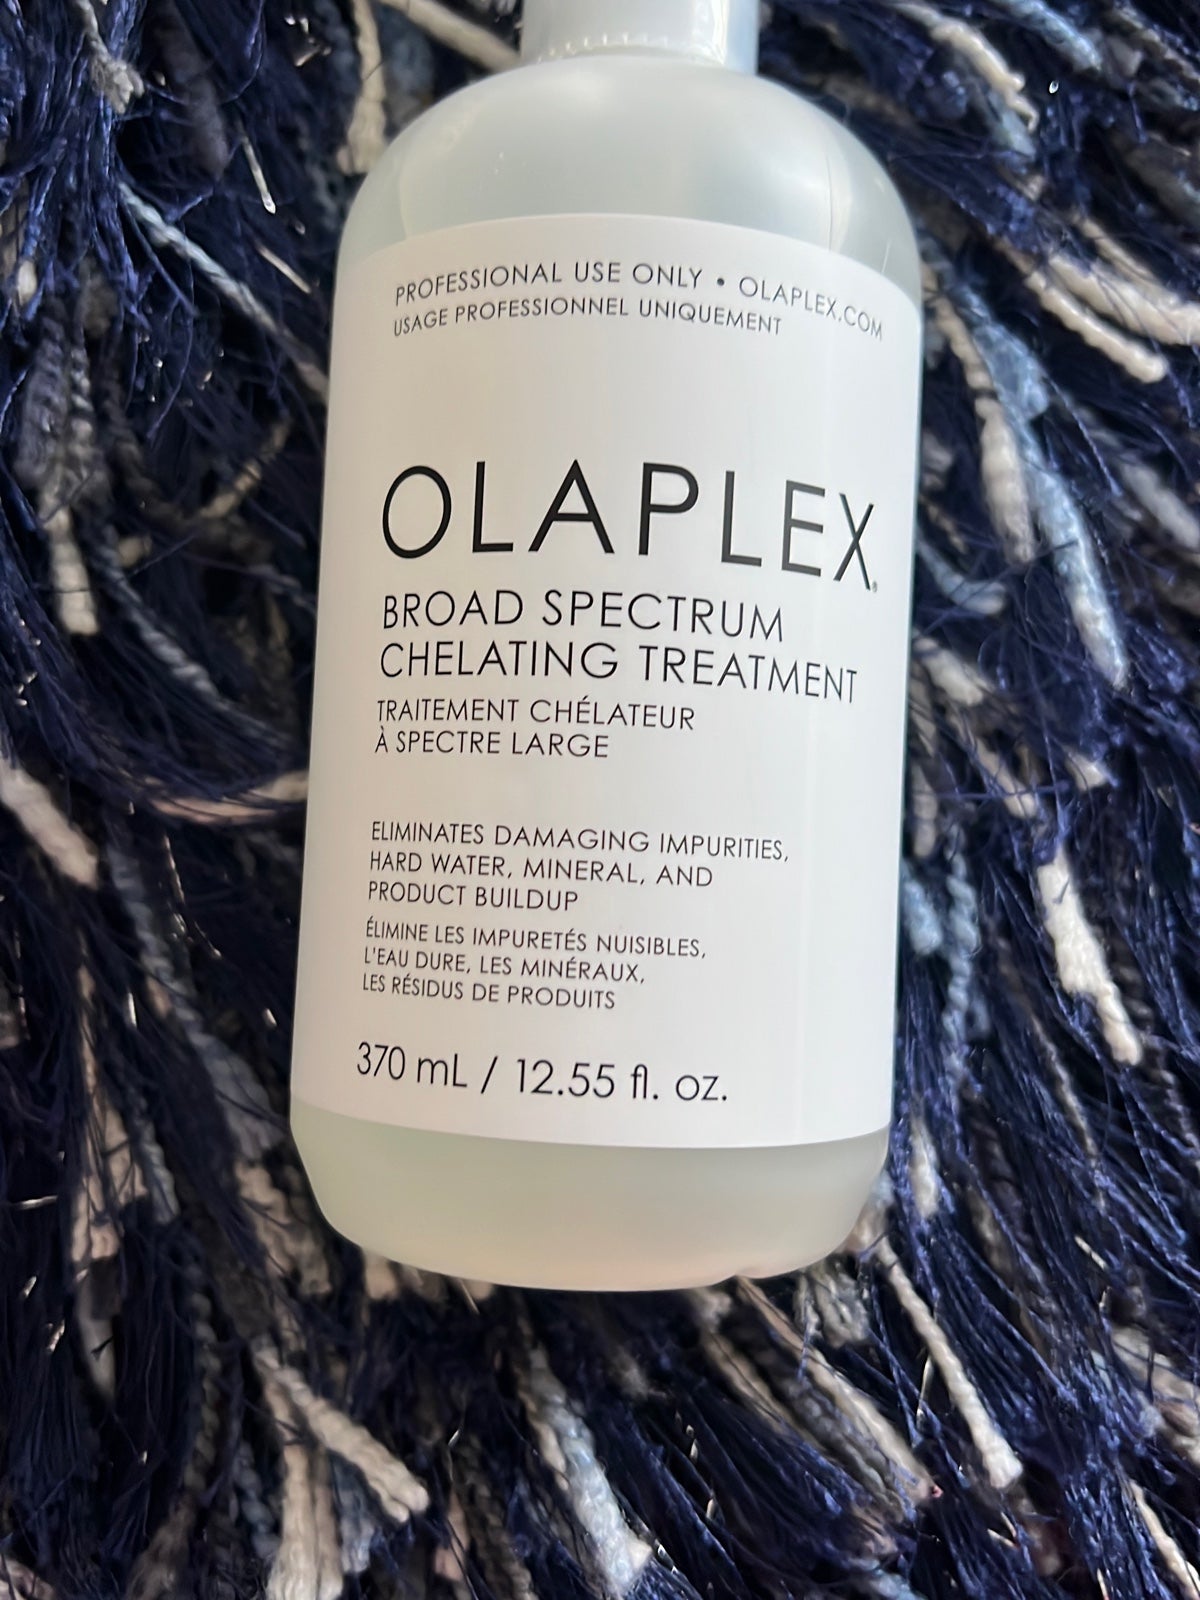 PROFESSIONAL USE ONLY • OLAPLEX.COM
USAGE PROFESSIONNEL UNIQUEMENT
OLAPLEX®
BROAD SPECTRUM
CHELATING TREATMENT
TRAITEMENT CHÉLATEUR
À SPECTRE LARGE
ELIMINATES DAMAGING IMPURITIES,
HARD WATER, MINERAL, AND
PRODUCT BUILDUP
ÉLIMINE LES IMPURETÉS NUISIBLES,
L'EAU DURE, LES MINÉRAUX,
LES RÉSIDUS DE PRODUITS
370 mL / 12.55 fl. oz.